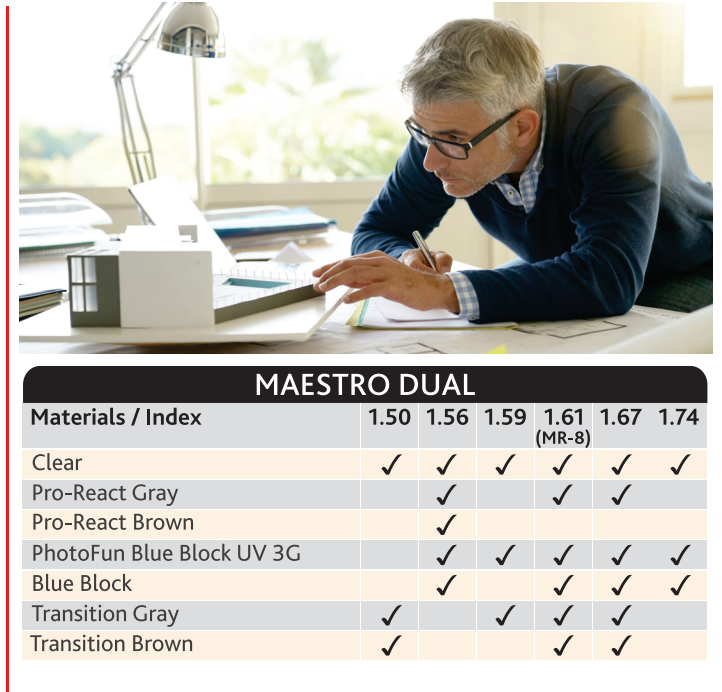 MAESTRO DUAL
Materials / Index 1.50 1.56 1.59 1.61 1.67 1.74
(MR-8)
Clear ✓ ✓ ✓ ✓ ✓ ✓
Pro-React Gray ✓ ✓ ✓
Pro-React Brown ✓
PhotoFun Blue Block UV 3G ✓ ✓ ✓ ✓ ✓
Blue Block ✓ ✓ ✓ ✓
Transition Gray ✓ ✓ ✓ ✓
Transition Brown ✓ ✓ ✓